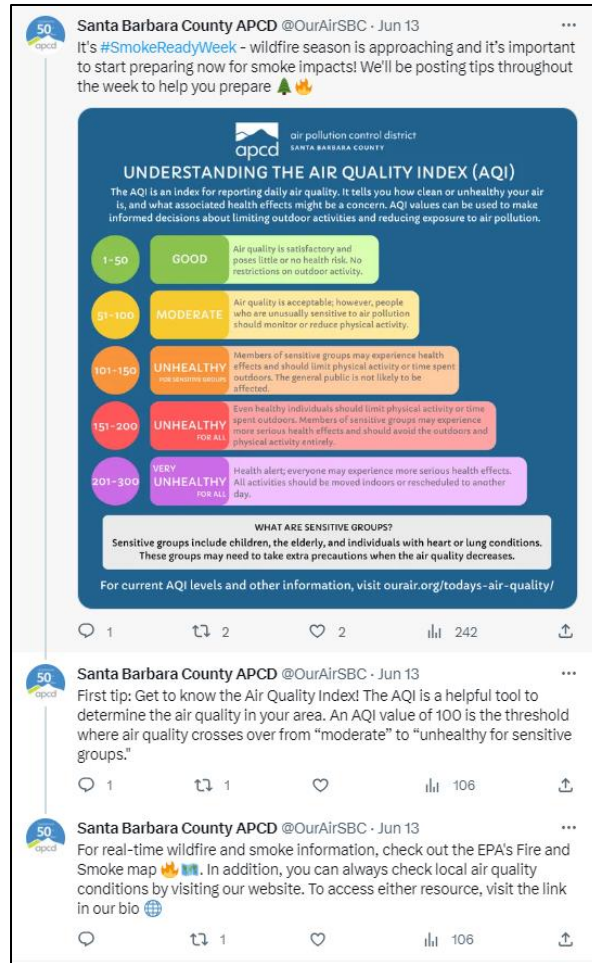 50
apcd
Santa Barbara County APCD @OurAirSBC · Jun 13
It's #SmokeReadyWeek - wildfire season is approaching and it's important
to start preparing now for smoke impacts! We'll be posting tips throughout
the week to help you prepare 🌲🔥
apcd
air pollution control district
SANTA BARBARA COUNTY
UNDERSTANDING THE AIR QUALITY INDEX (AQI)
The AQI is an index for reporting daily air quality. It tells you how clean or unhealthy your air
is, and what associated health effects might be a concern. AQI values can be used to make
informed decisions about limiting outdoor activities and reducing exposure to air pollution.
1-50
GOOD
Air quality is satisfactory and
poses little or no health risk. No
restrictions on outdoor activity.
51-100
MODERATE
Air quality is acceptable; however, people
who are unusually sensitive to air pollution
should monitor or reduce physical activity.
101-150
UNHEALTHY
FOR SENSITIVE GROUPS
Members of sensitive groups may experience health
effects and should limit physical activity or time spent
outdoors. The general public is not likely to be
affected.
151-200
UNHEALTHY
FOR ALL
Even healthy individuals should limit physical activity or time
spent outdoors. Members of sensitive groups may experience
more serious health effects and should avoid the outdoors and
physical activity entirely.
201-300
VERY
UNHEALTHY
FOR ALL
Health alert; everyone may experience more serious health effects.
All activities should be moved indoors or rescheduled to another
day.
WHAT ARE SENSITIVE GROUPS?
Sensitive groups include children, the elderly, and individuals with heart or lung conditions.
These groups may need to take extra precautions when the air quality decreases.
For current AQI levels and other information, visit ourair.org/todays-air-quality/
1 2 2 242
50
apcd
Santa Barbara County APCD @OurAirSBC · Jun 13
First tip: Get to know the Air Quality Index! The AQI is a helpful tool to
determine the air quality in your area. An AQI value of 100 is the threshold
where air quality crosses over from “moderate” to “unhealthy for sensitive
groups."
1 1 106
50
apcd
Santa Barbara County APCD @OurAirSBC · Jun 13
For real-time wildfire and smoke information, check out the EPA's Fire and
Smoke map 🔥🗺️. In addition, you can always check local air quality
conditions by visiting our website. To access either resource, visit the link
in our bio 🌐
1 106